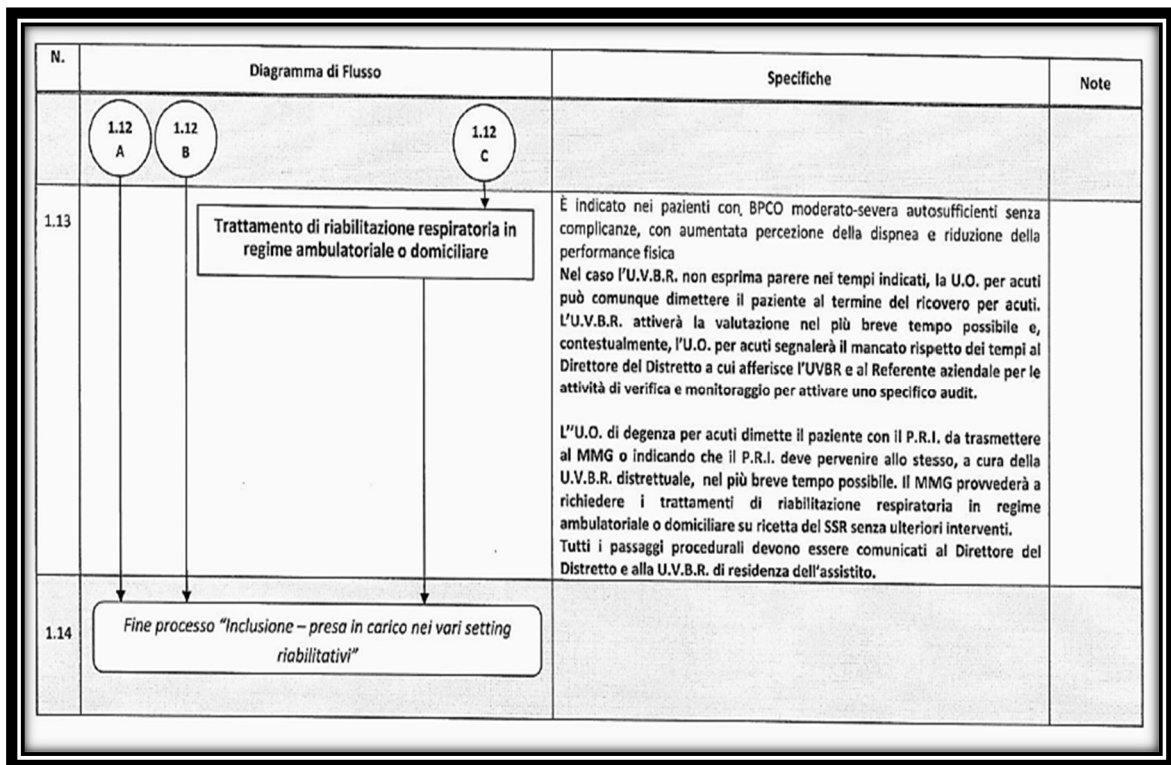 N.
Diagramma di Flusso
Specifiche
Note
1.12
A
1.12
B
1.12
C
1.13
Trattamento di riabilitazione respiratoria in
regime ambulatoriale o domiciliare
È indicato nei pazienti con BPCO moderato-severa autosufficienti senza
complicanze, con aumentata percezione della dispnea e riduzione della
performance fisica
Nel caso l'U.V.B.R. non esprima parere nei tempi indicati, la U.O. per acuti
può comunque dimettere il paziente al termine del ricovero per acuti.
L'U.V.B.R. attiverà la valutazione nel più breve tempo possibile e,
contestualmente, l'U.O. per acuti segnalerà il mancato rispetto dei tempi al
Direttore del Distretto a cui afferisce l'UVBR e al Referente aziendale per le
attività di verifica e monitoraggio per attivare uno specifico audit.
L''U.O. di degenza per acuti dimette il paziente con il P.R.I. da trasmettere
al MMG o indicando che il P.R.I. deve pervenire allo stesso, a cura della
U.V.B.R. distrettuale, nel più breve tempo possibile. Il MMG provvederà a
richiedere i trattamenti di riabilitazione respiratoria in regime
ambulatoriale o domiciliare su ricetta del SSR senza ulteriori interventi.
Tutti i passaggi procedurali devono essere comunicati al Direttore del
Distretto e alla U.V.B.R. di residenza dell'assistito.
1.14
Fine processo "Inclusione – presa in carico nei vari setting
riabilitativi"